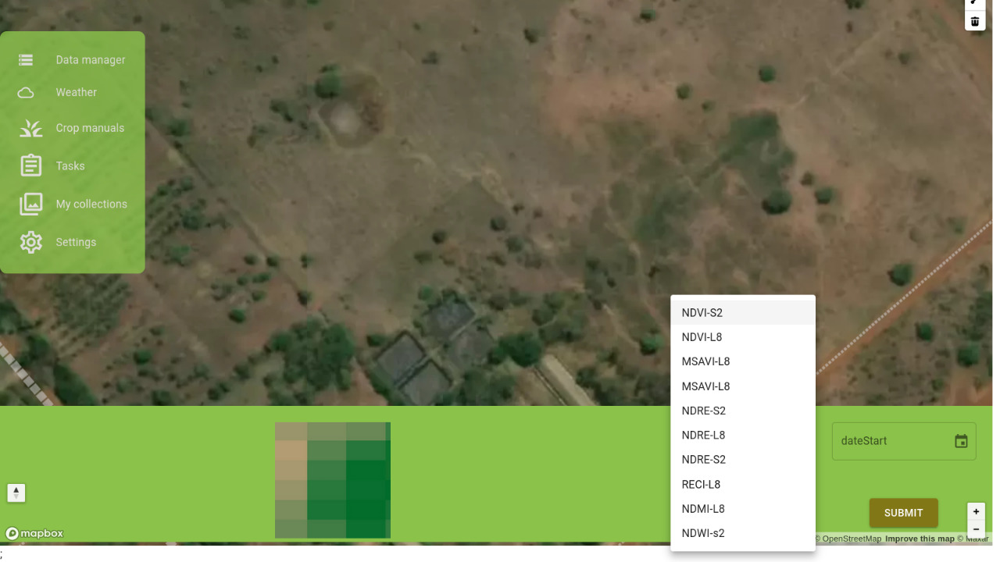 Data manager
Weather
Crop manuals
Tasks
My collections
Settings
NDVI-S2
NDVI-L8
MSAVI-L8
MSAVI-L8
NDRE-S2
NDRE-L8
NDRE-S2
RECI-L8
NDMI-L8
NDWI-s2
dateStart
SUBMIT
+
−
mapbox
© OpenStreetMap Improve this map © Maxar
;